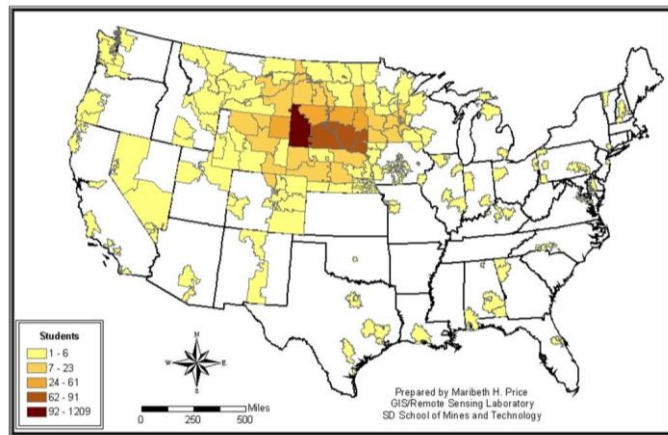 Students
1 - 6
7 - 23
24 - 61
62 - 91
92 - 1209
N
W
E
S
Miles
0
250
500
Prepared by Maribeth H. Price
GIS/Remote Sensing Laboratory
SD School of Mines and Technology